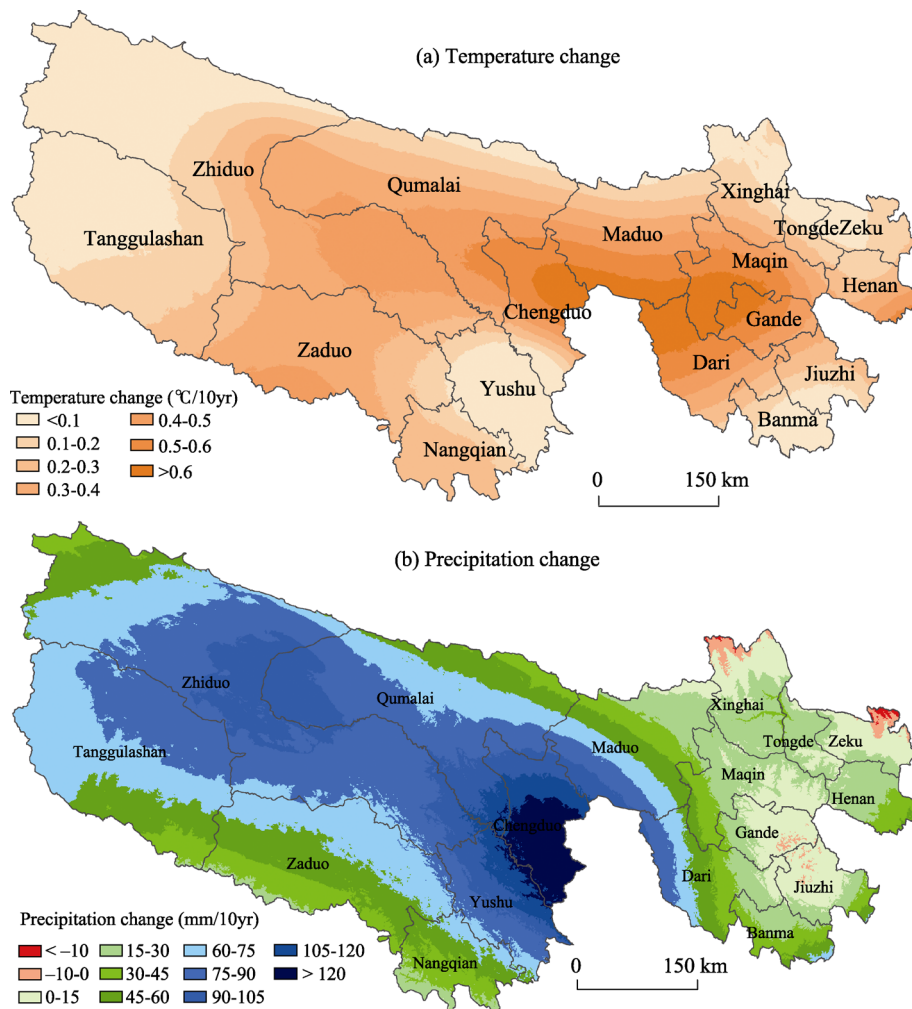 (a) Temperature change
Zhiduo
Qumalai
Xinghai
Tanggulashan
Maduo
TongdeZeku
Maqin
Henan
Chengduo
Gande
Zaduo
Dari
Jiuzhi
Yushu
Banma
Nangqian
Temperature change (℃/10yr)
<0.1
0.4-0.5
0.1-0.2
0.5-0.6
0.2-0.3
>0.6
0.3-0.4
0 150 km
(b) Precipitation change
Zhiduo
Qumalai
Xinghai
Tanggulashan
Maduo
Tongde
Zeku
Maqin
Henan
Chongduo
Gande
Zaduo
Dari
Jiuzhi
Yushu
Banma
Nangqian
Precipitation change (mm/10yr)
< –10
15-30
60-75
105-120
–10-0
30-45
75-90
> 120
0-15
45-60
90-105
0 150 km